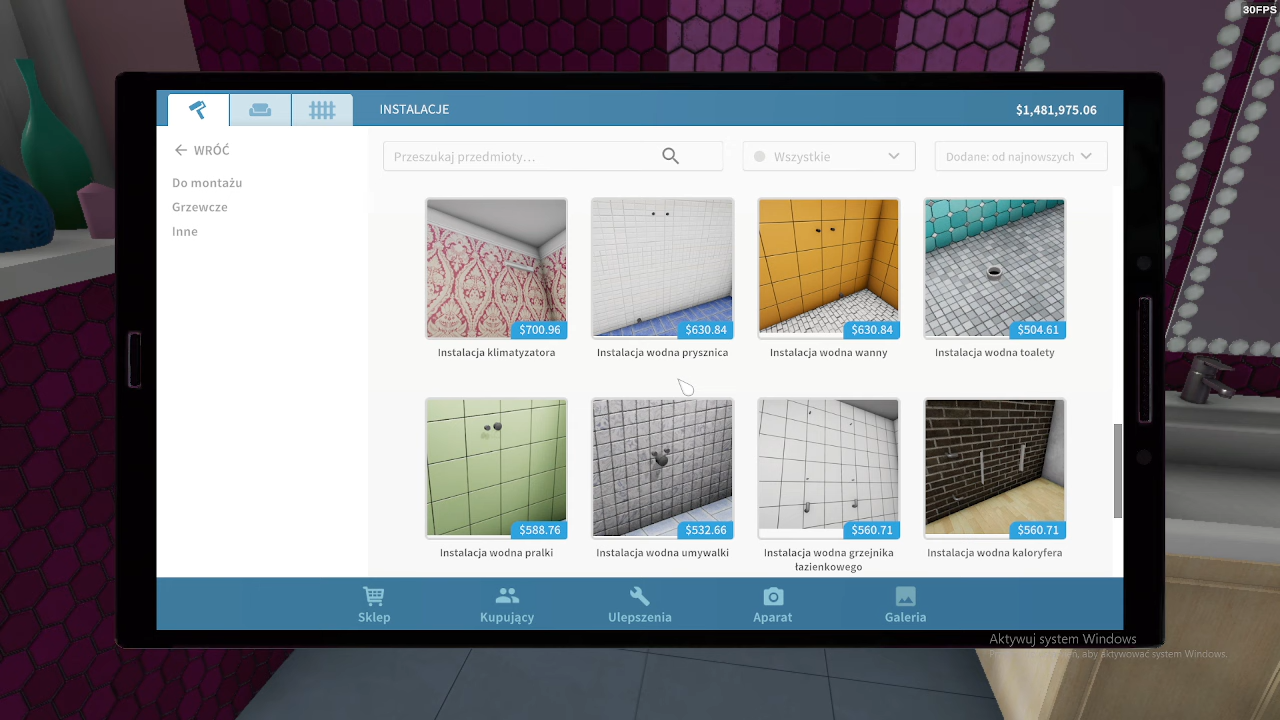 30FPS
INSTALACJE
$1,481,975.06
WRÓĆ
Do montażu
Grzewcze
Inne
Przeszukaj przedmioty...
Wszystkie
Dodane: od najnowszych
$700.96
$630.84
$630.84
$504.61
Instalacja klimatyzatora
Instalacja wodna prysznica
Instalacja wodna wanny
Instalacja wodna toalety
$588.76
$532.66
$560.71
$560.71
Instalacja wodna pralki
Instalacja wodna umywalki
Instalacja wodna grzejnika
łazienkowego
Instalacja wodna kaloryfera
Sklep
Kupujący
Ulepszenia
Aparat
Galeria
Aktywuj system Windows
aby aktywować system Windows.